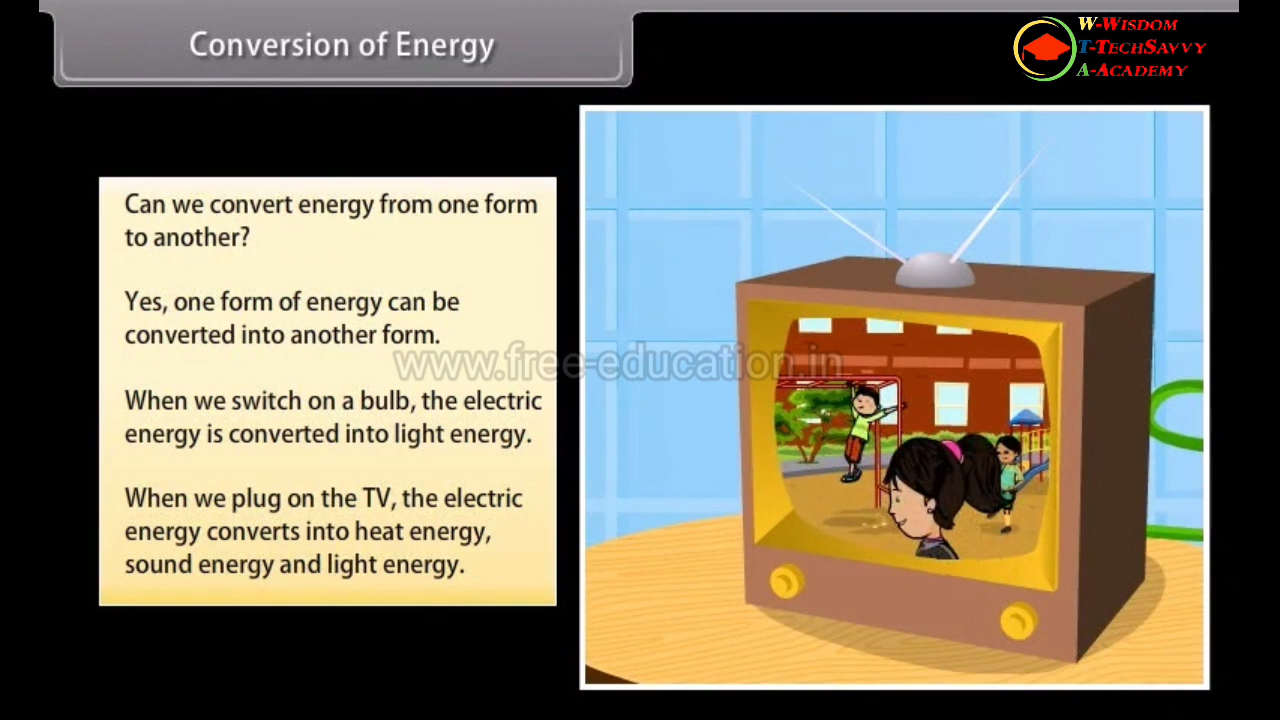 Conversion of Energy
W-Wisdom
T-TechSavvy
A-Academy
Can we convert energy from one form
to another?
Yes, one form of energy can be
converted into another form.
www.free-education.in
When we switch on a bulb, the electric
energy is converted into light energy.
When we plug on the TV, the electric
energy converts into heat energy,
sound energy and light energy.